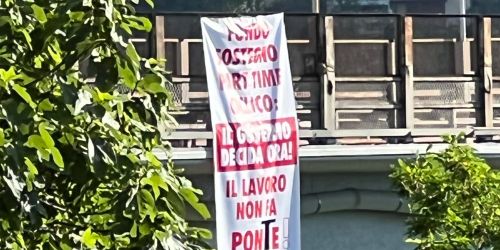 FONDO
SOSTEGNO
PART TIME
CICLICO:
IL GOVERNO
DECIDA ORA!
IL LAVORO
NON FA
PONTE!